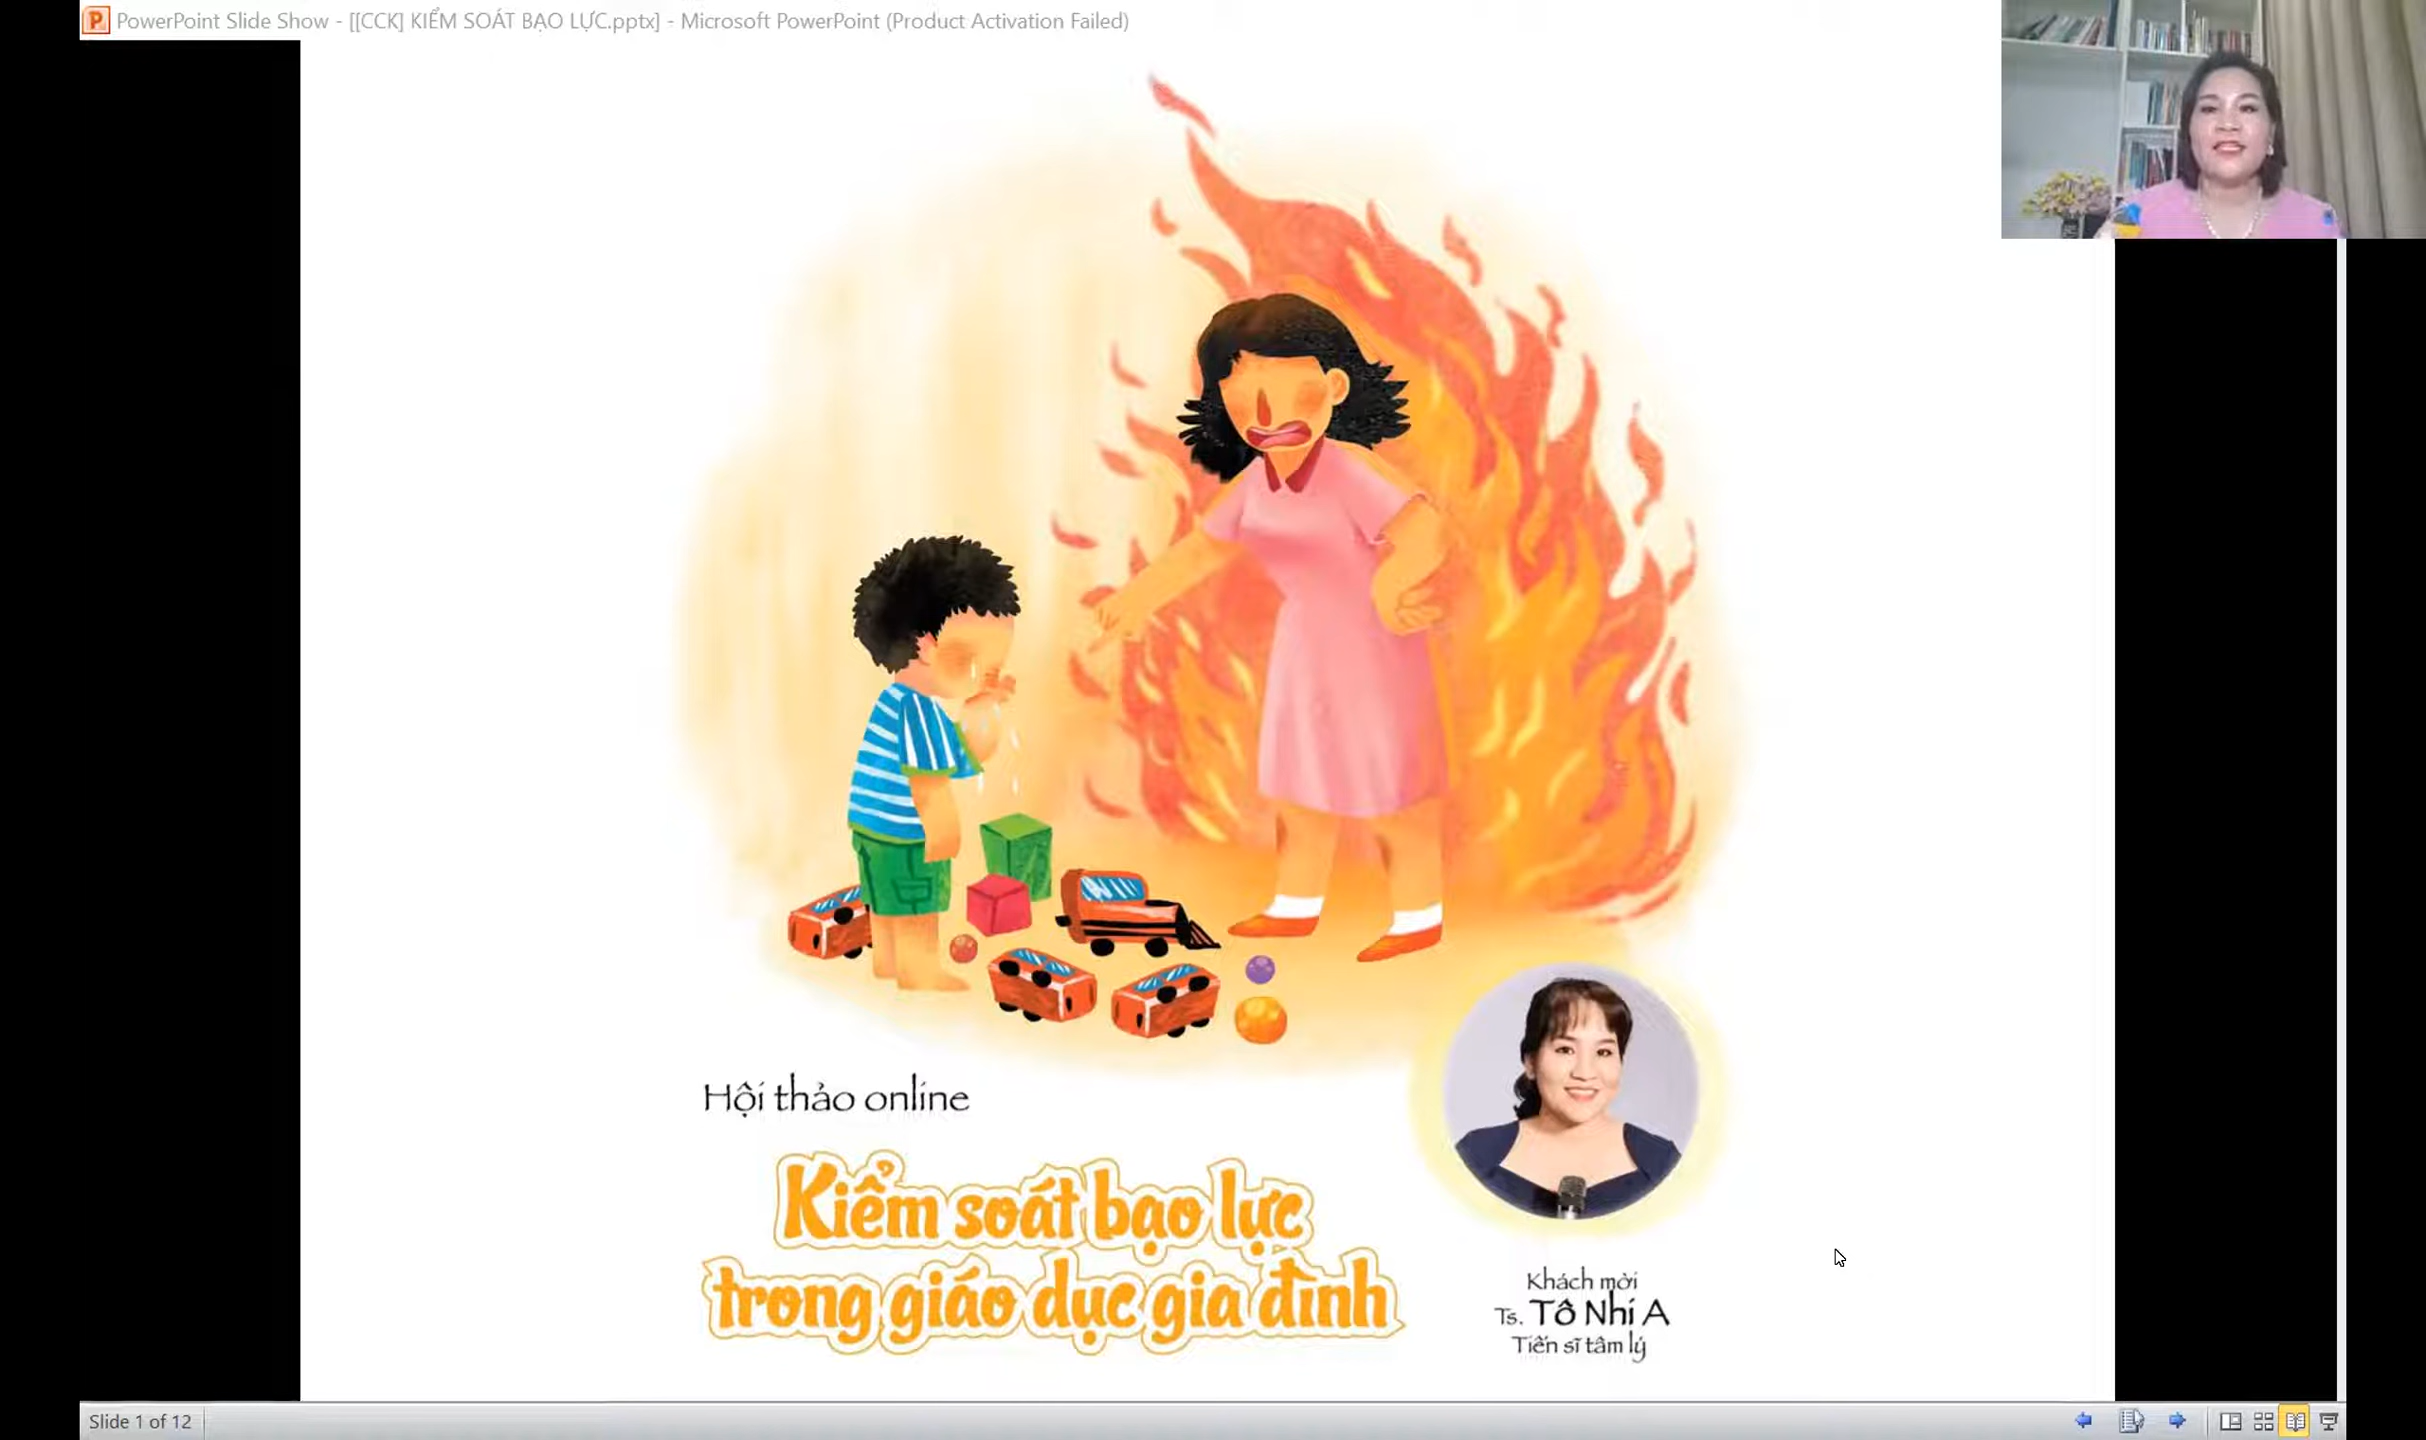 PowerPoint Slide Show - [[CCK] KIỂM SOÁT BẠO LỰC.pptx] - Microsoft PowerPoint (Product Activation Failed)
Hội thảo online
Kiểm soát bạo lực
trong giáo dục gia đình
Khách mời
Ts. Tô Nhi A
Tiến sĩ tâm lý
Slide 1 of 12